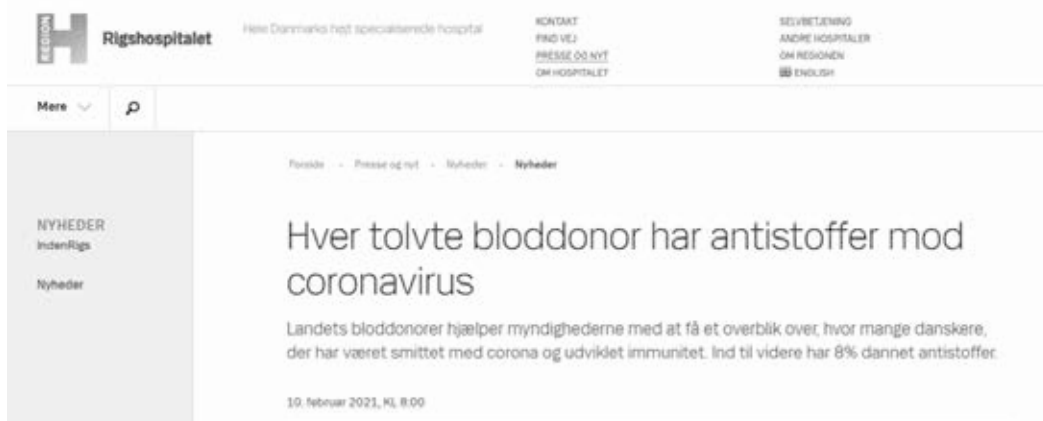 REGION
Rigshospitalet
Hele Danmarks højt specialiserede hospital
KONTAKT
FIND VEJ
PRESSE OG NYT
OM HOSPITALET
SELVBETJENING
ANDRE HOSPITALER
OM REGIONEN
ENGLISH
Mere
Forside - Presse og nyt - Nyheder - Nyheder
NYHEDER
IndenRigs
Nyheder
Hver tolvte bloddonor har antistoffer mod
coronavirus
Landets bloddonorer hjælper myndighederne med at få et overblik over, hvor mange danskere,
der har været smittet med corona og udviklet immunitet. Ind til videre har 8% dannet antistoffer.
10. februar 2021, KL 8:00